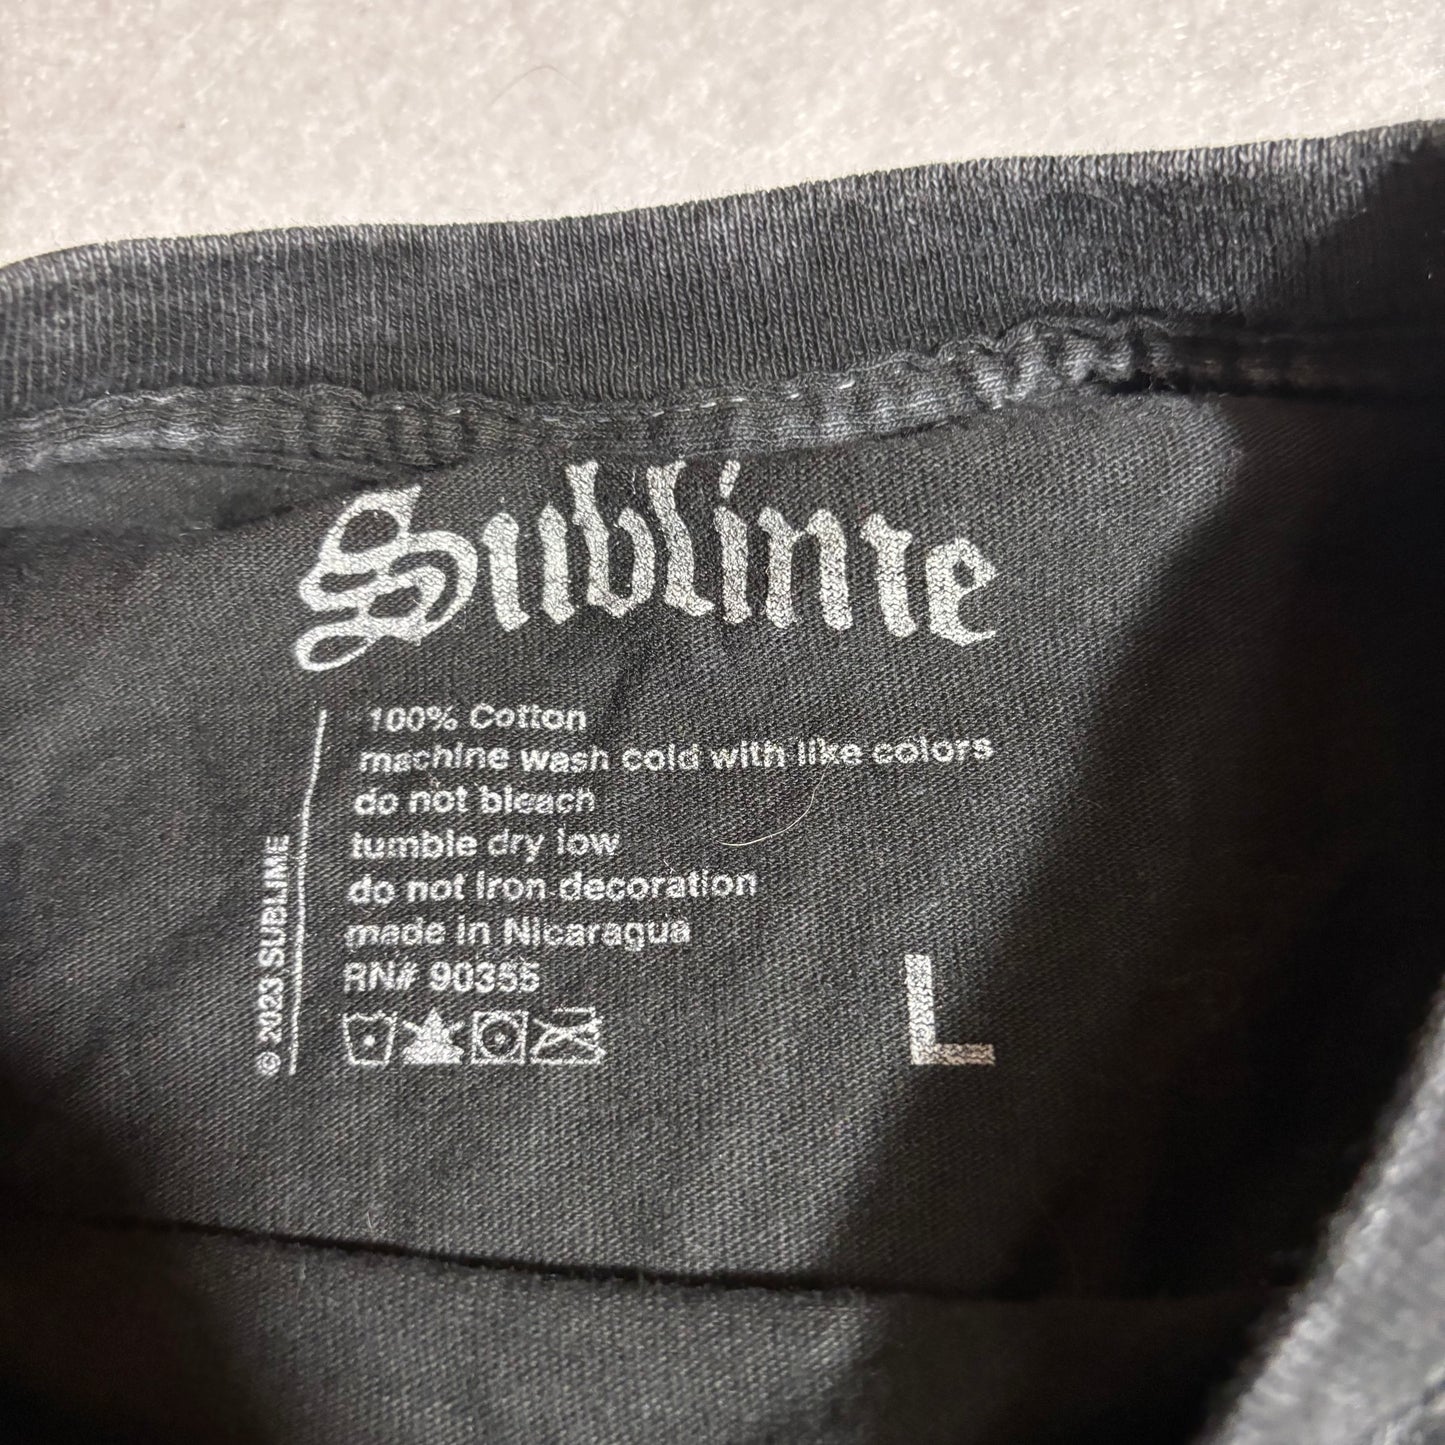 Sublime
100% Cotton
machine wash cold with like colors
do not bleach
tumble dry low
do not iron decoration
made in Nicaragua
RN# 90355
© 2023 SUBLIME
L